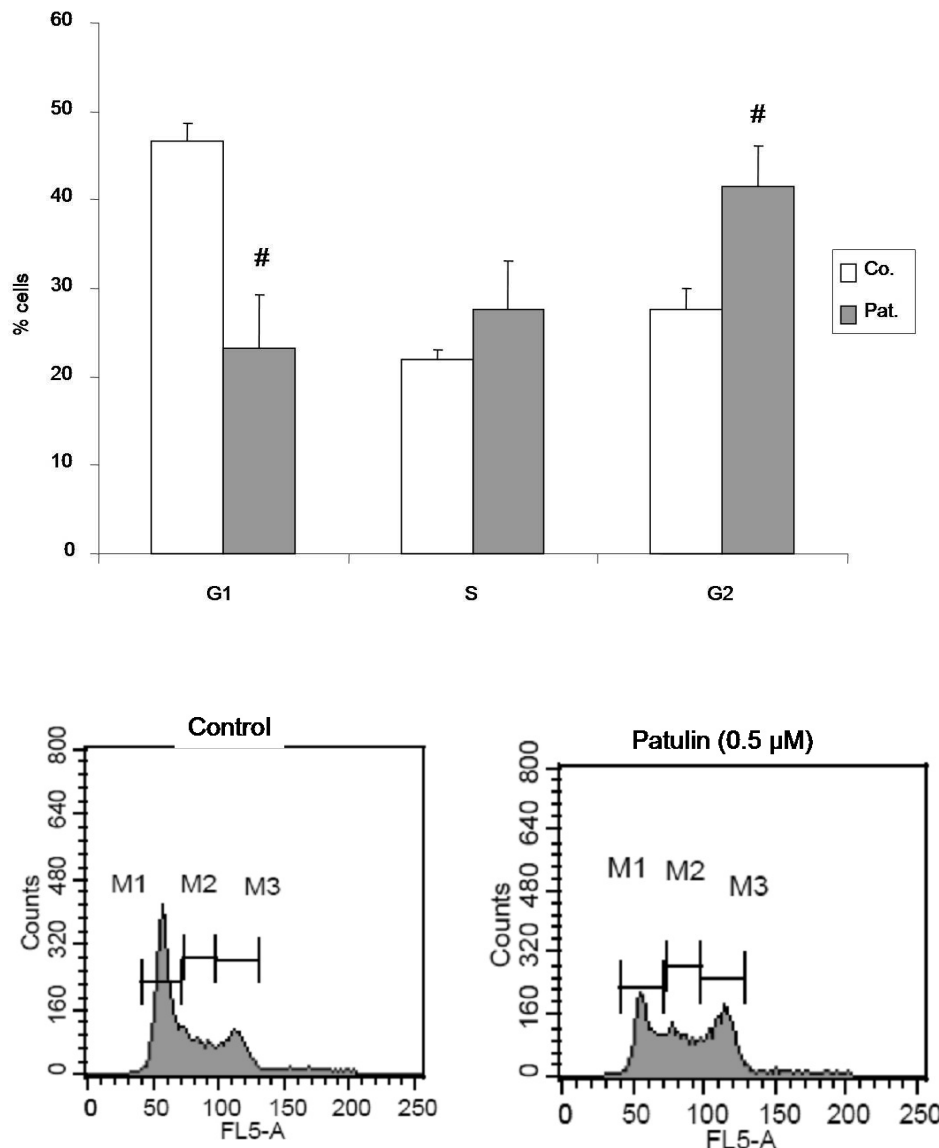 60
50
40
30
20
10
0
% cells
#
#
G1
S
G2
Co.
Pat.
Control
800
640
480
320
160
0
Counts
M1
M2
M3
0 50 100 150 200 250
FL5-A
Patulin (0.5 µM)
800
640
480
320
160
0
Counts
M1
M2
M3
0 50 100 150 200 250
FL5-A